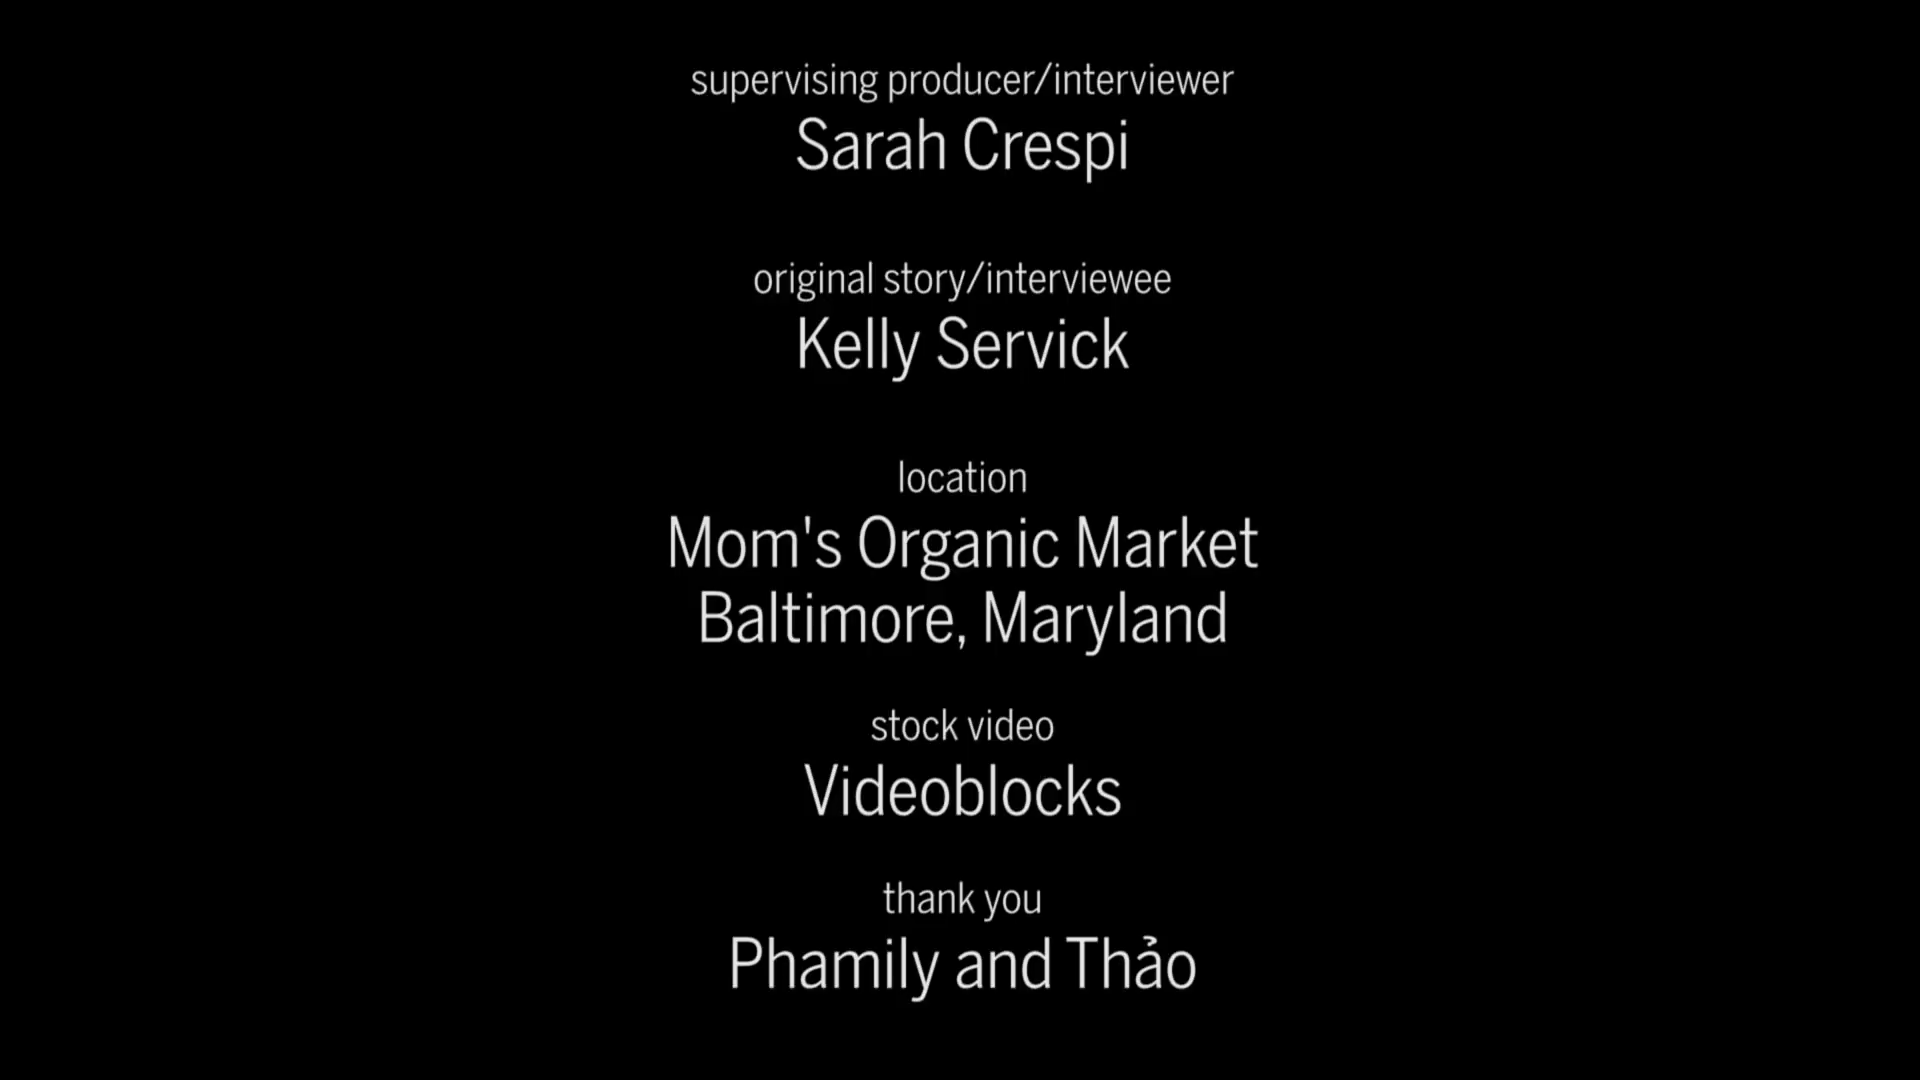 supervising producer/interviewer
Sarah Crespi
original story/interviewee
Kelly Servick
location
Mom's Organic Market
Baltimore, Maryland
stock video
Videoblocks
thank you
Phamily and Thảo